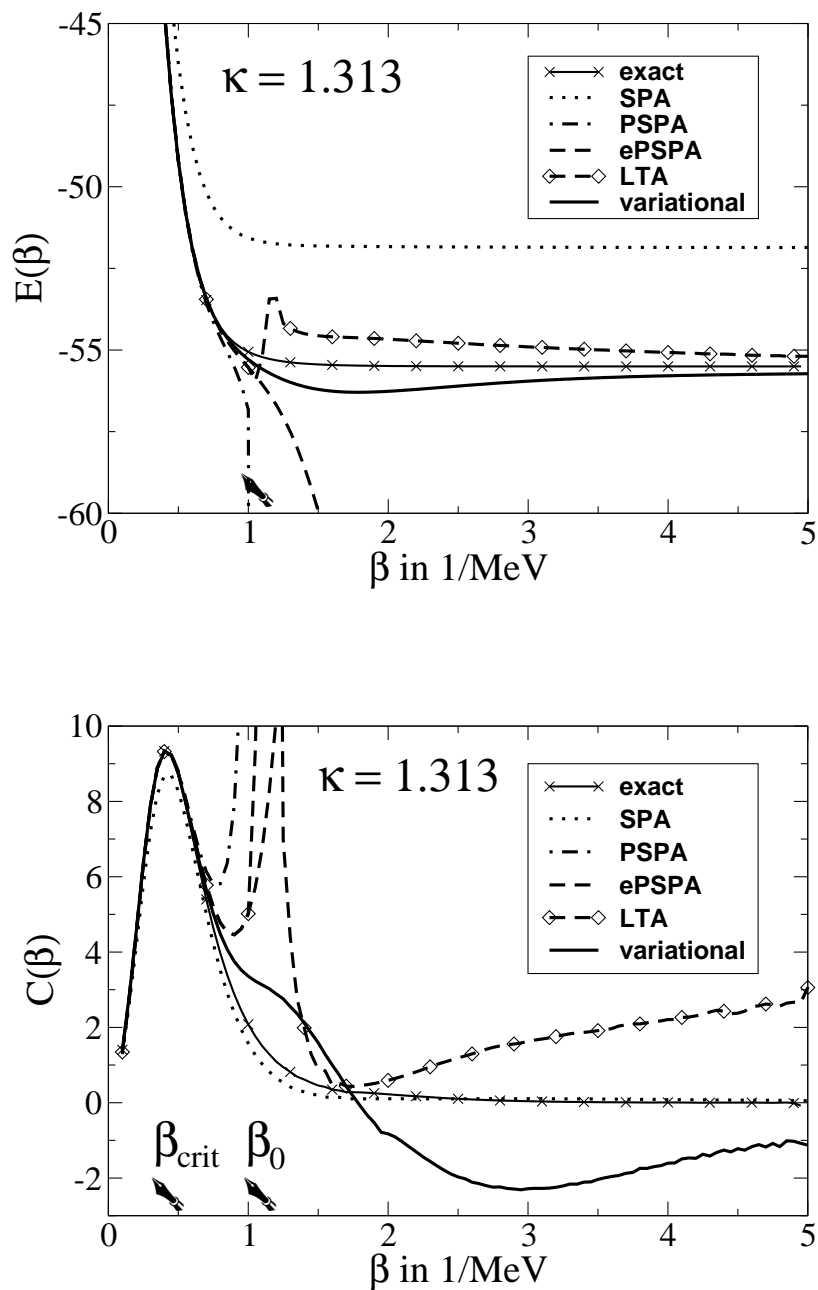 -45
κ = 1.313
exact
SPA
PSPA
ePSPA
LTA
variational
-50
E(β)
-55
-60
0 1 2 3 4 5
β in 1/MeV
10
κ = 1.313
exact
SPA
PSPA
ePSPA
LTA
variational
8
6
C(β)
4
2
0
βcrit β0
-2
0 1 2 3 4 5
β in 1/MeV